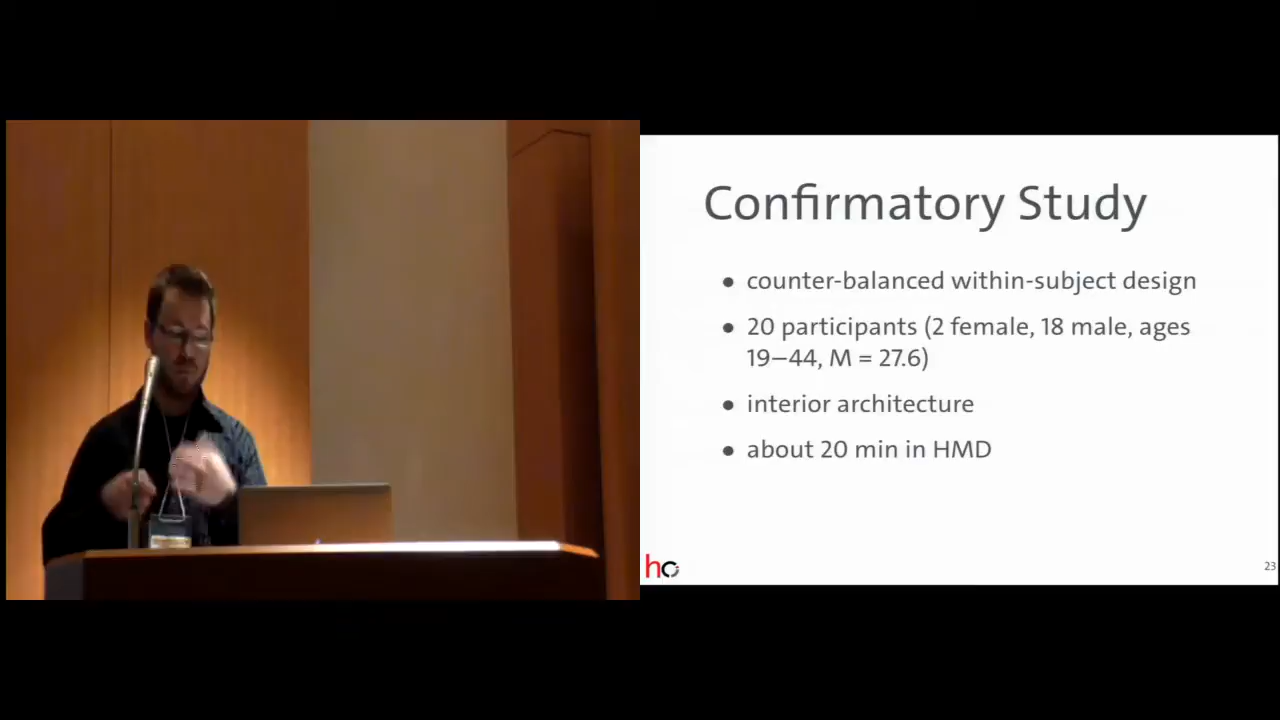 Confirmatory Study
● counter-balanced within-subject design
● 20 participants (2 female, 18 male, ages
19–44, M = 27.6)
● interior architecture
● about 20 min in HMD
hc
23